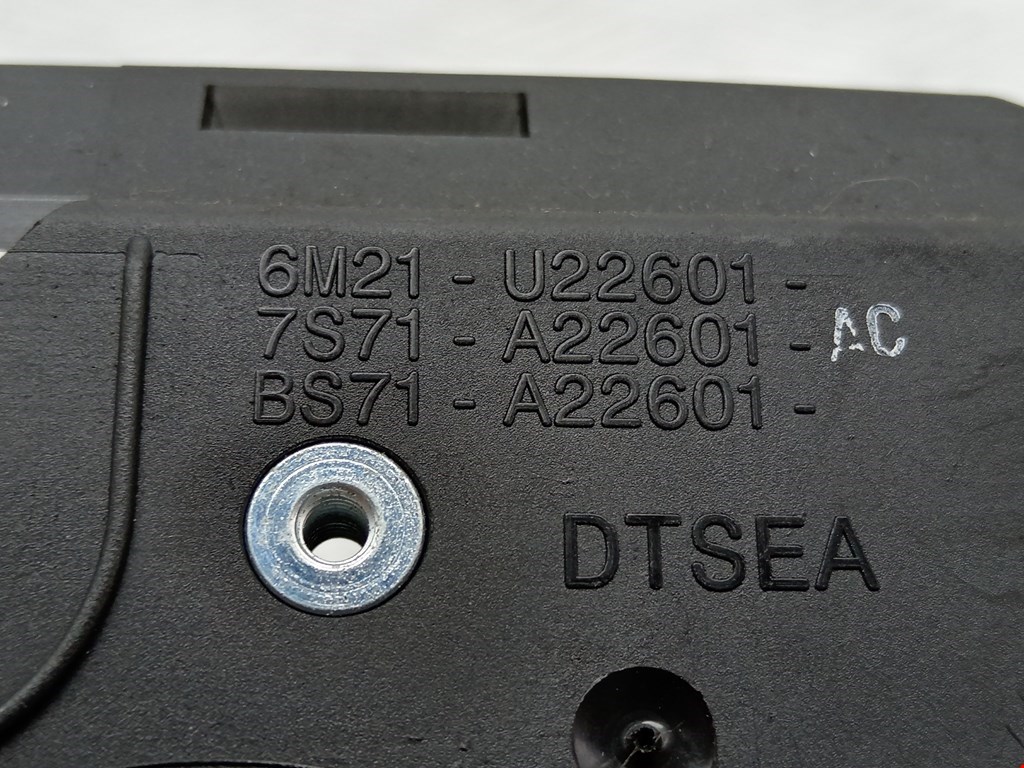 6M21 - U22601 -
7S71 - A22601 - AC
BS71 - A22601 -
DTSEA